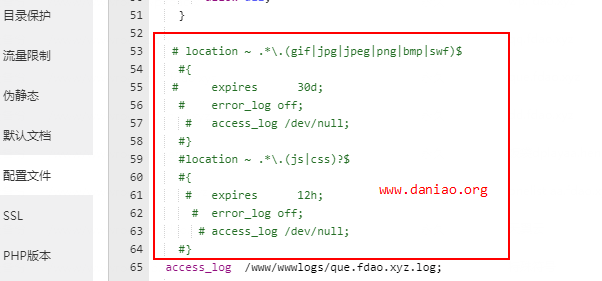 目录保护
流量限制
伪静态
默认文档
配置文件
SSL
PHP版本
51 }
52
53 # location ~ .*\.(gif|jpg|jpeg|png|bmp|swf)$
54 #{
55 # expires 30d;
56 # error_log off;
57 # access_log /dev/null;
58 #}
59 #location ~ .*\.(js|css)?$
60 #{
61 # expires 12h;
62 # error_log off;
63 # access_log /dev/null;
64 #}
65 access_log /www/wwwlogs/que.fdao.xyz.log;
www.daniao.org